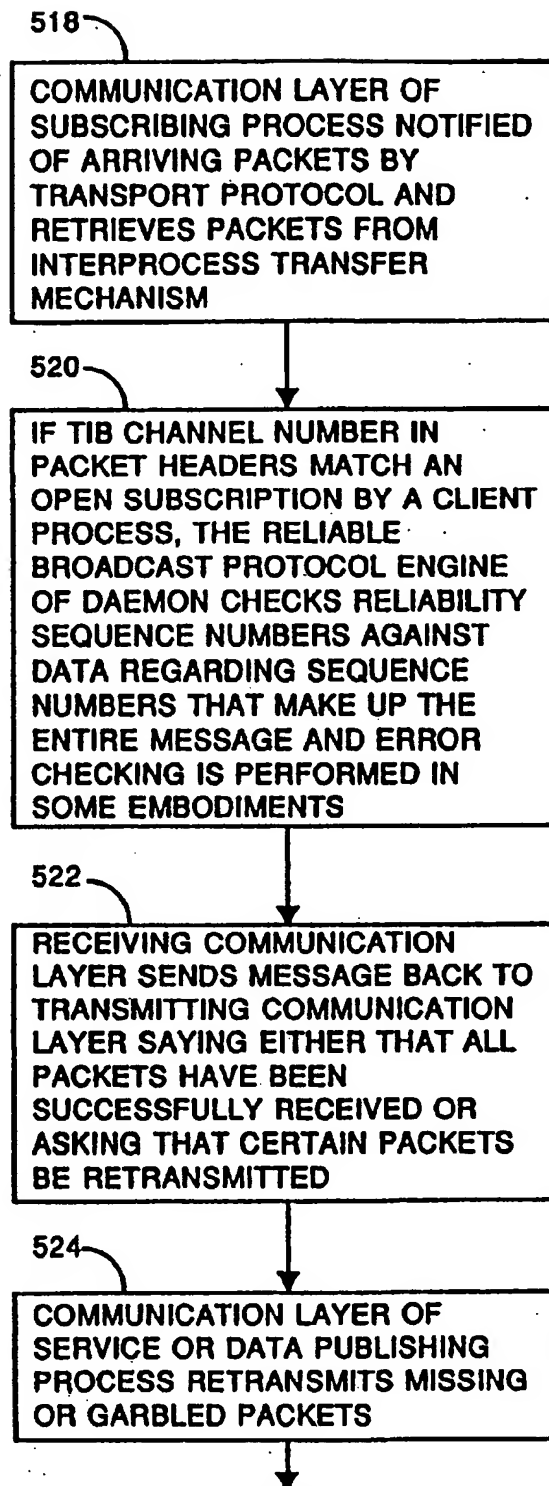 518
COMMUNICATION LAYER OF
SUBSCRIBING PROCESS NOTIFIED
OF ARRIVING PACKETS BY
TRANSPORT PROTOCOL AND
RETRIEVES PACKETS FROM
INTERPROCESS TRANSFER
MECHANISM
520
IF TIB CHANNEL NUMBER IN
PACKET HEADERS MATCH AN
OPEN SUBSCRIPTION BY A CLIENT
PROCESS, THE RELIABLE
BROADCAST PROTOCOL ENGINE
OF DAEMON CHECKS RELIABILITY
SEQUENCE NUMBERS AGAINST
DATA REGARDING SEQUENCE
NUMBERS THAT MAKE UP THE
ENTIRE MESSAGE AND ERROR
CHECKING IS PERFORMED IN
SOME EMBODIMENTS
522
RECEIVING COMMUNICATION
LAYER SENDS MESSAGE BACK TO
TRANSMITTING COMMUNICATION
LAYER SAYING EITHER THAT ALL
PACKETS HAVE BEEN
SUCCESSFULLY RECEIVED OR
ASKING THAT CERTAIN PACKETS
BE RETRANSMITTED
524
COMMUNICATION LAYER OF
SERVICE OR DATA PUBLISHING
PROCESS RETRANSMITS MISSING
OR GARBLED PACKETS